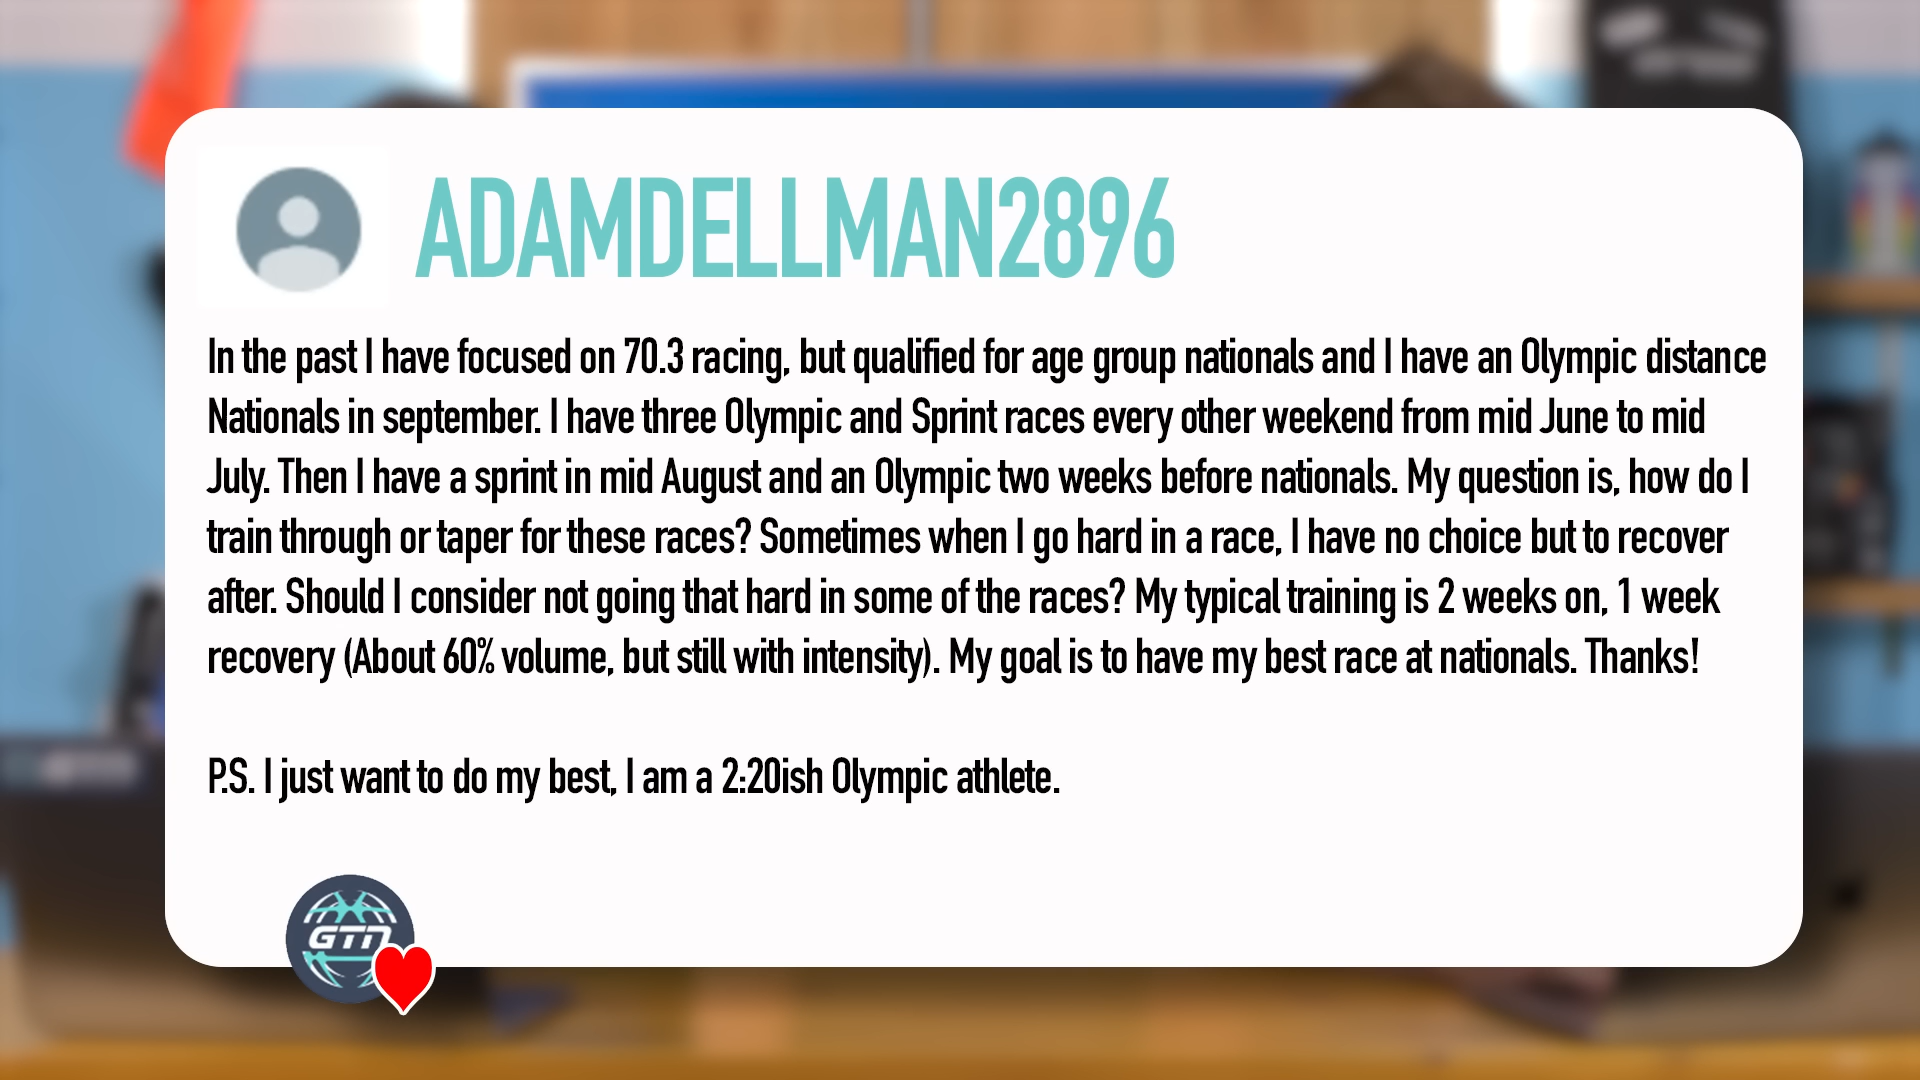 ADAMDELLMAN2896
In the past I have focused on 70.3 racing, but qualified for age group nationals and I have an Olympic distance
Nationals in september. I have three Olympic and Sprint races every other weekend from mid June to mid
July. Then I have a sprint in mid August and an Olympic two weeks before nationals. My question is, how do I
train through or taper for these races? Sometimes when I go hard in a race, I have no choice but to recover
after. Should I consider not going that hard in some of the races? My typical training is 2 weeks on, 1 week
recovery (About 60% volume, but still with intensity). My goal is to have my best race at nationals. Thanks!
P.S. I just want to do my best, I am a 2:20ish Olympic athlete.
GTN